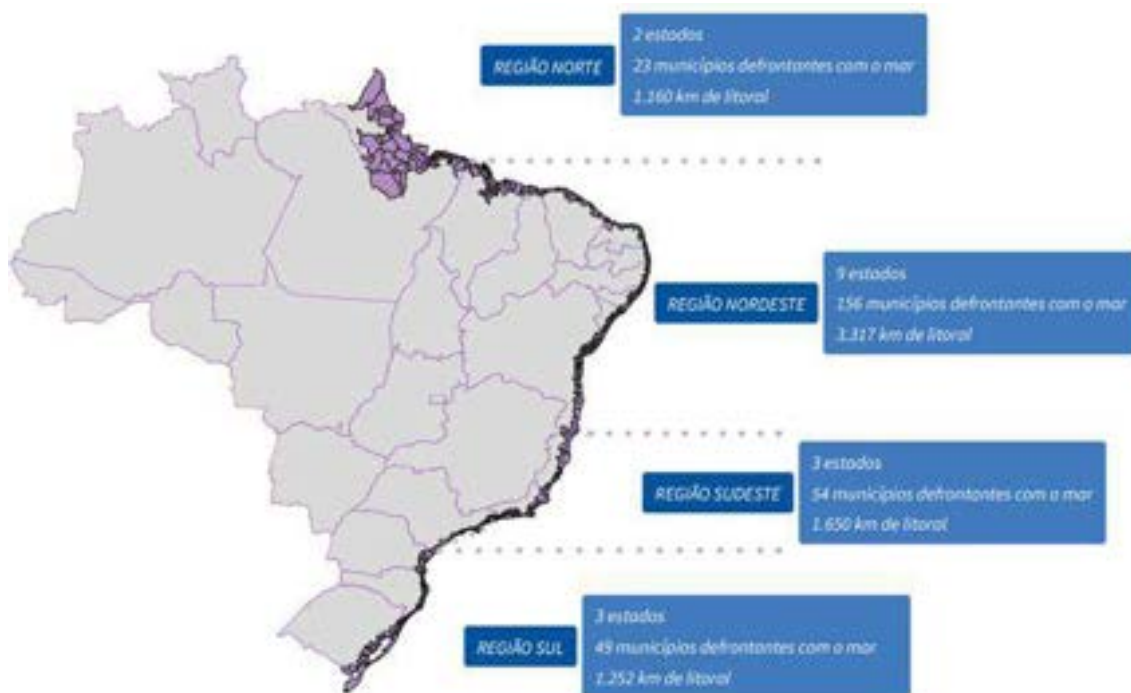 REGIÃO NORTE
2 estados
23 municípios defrontantes com o mar
1.160 km de litoral
REGIÃO NORDESTE
9 estados
156 municípios defrontantes com o mar
3.317 km de litoral
REGIÃO SUDESTE
3 estados
54 municípios defrontantes com o mar
1.650 km de litoral
REGIÃO SUL
3 estados
49 municípios defrontantes com o mar
1.252 km de litoral